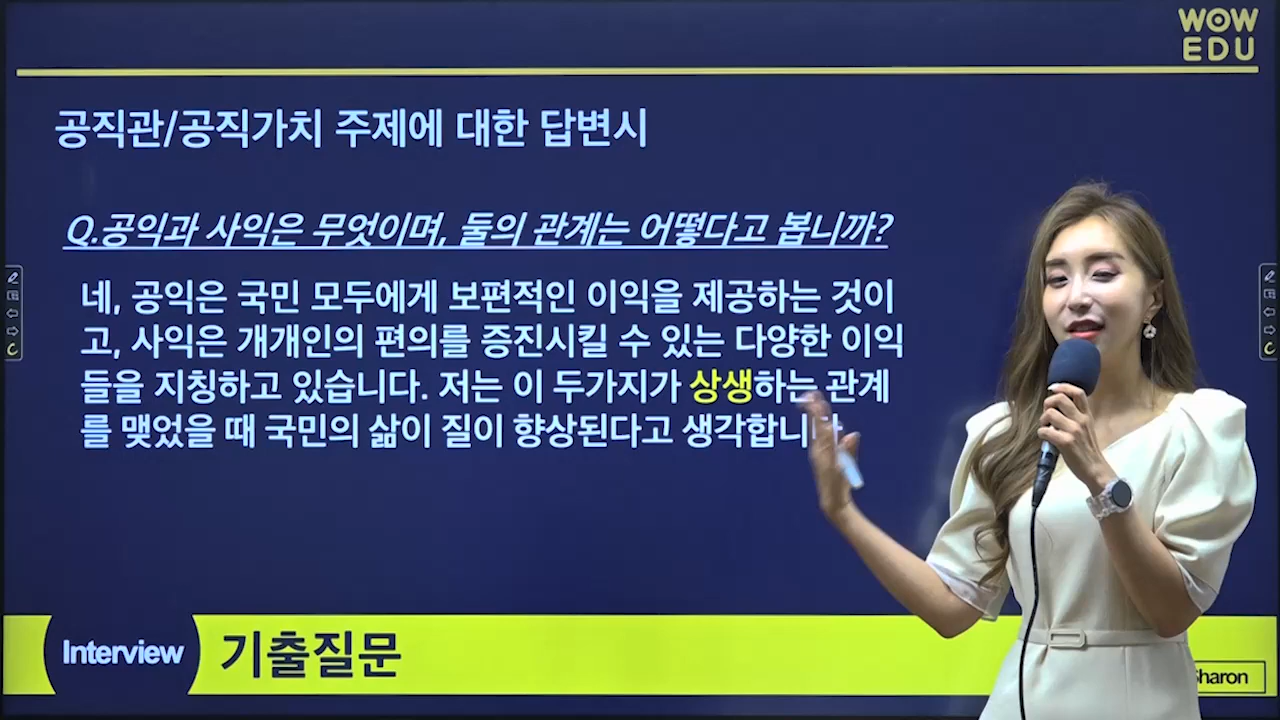 WOW
EDU
공직관/공직가치 주제에 대한 답변시
Q.공익과 사익은 무엇이며, 둘의 관계는 어떻다고 봅니까?
네, 공익은 국민 모두에게 보편적인 이익을 제공하는 것이
고, 사익은 개개인의 편의를 증진시킬 수 있는 다양한 이익
들을 지칭하고 있습니다. 저는 이 두가지가 상생하는 관계
를 맺었을 때 국민의 삶이 질이 향상된다고 생각합니다
Interview
기출질문
Sharon